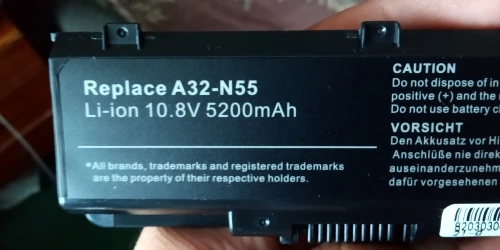 Replace A32-N55
Li-ion 10.8V 5200mAh
*All brands, trademarks and registered trademarks
are the property of their respective holders.
CAUTION
Do not dispose of in
positive (+) and the
Do not use battery
VORSICHT
Den Akkusatz vor
Anschlüße nie
auseinanderzunehm
dafür vorgesehenen